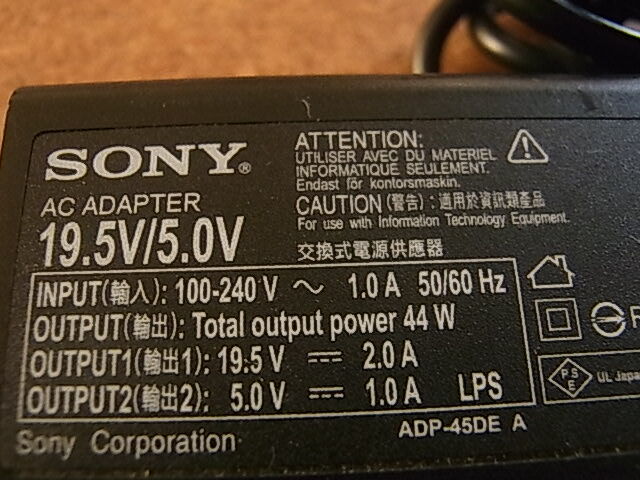 SONY®
AC ADAPTER
19.5V/5.0V
ATTENTION:
UTILISER AVEC DU MATERIEL
INFORMATIQUE SEULEMENT.
Endast för kontorsmaskin.
CAUTION(警告):適用於資訊類產品
For use with Information Technology Equipment.
交換式電源供應器
INPUT(輸入): 100-240 V ～ 1.0 A 50/60 Hz
OUTPUT(輸出): Total output power 44 W
OUTPUT1(輸出1): 19.5 V ⎓ 2.0 A
OUTPUT2(輸出2): 5.0 V ⎓ 1.0 A LPS
PSE
UL Japa
Sony Corporation
ADP-45DE A